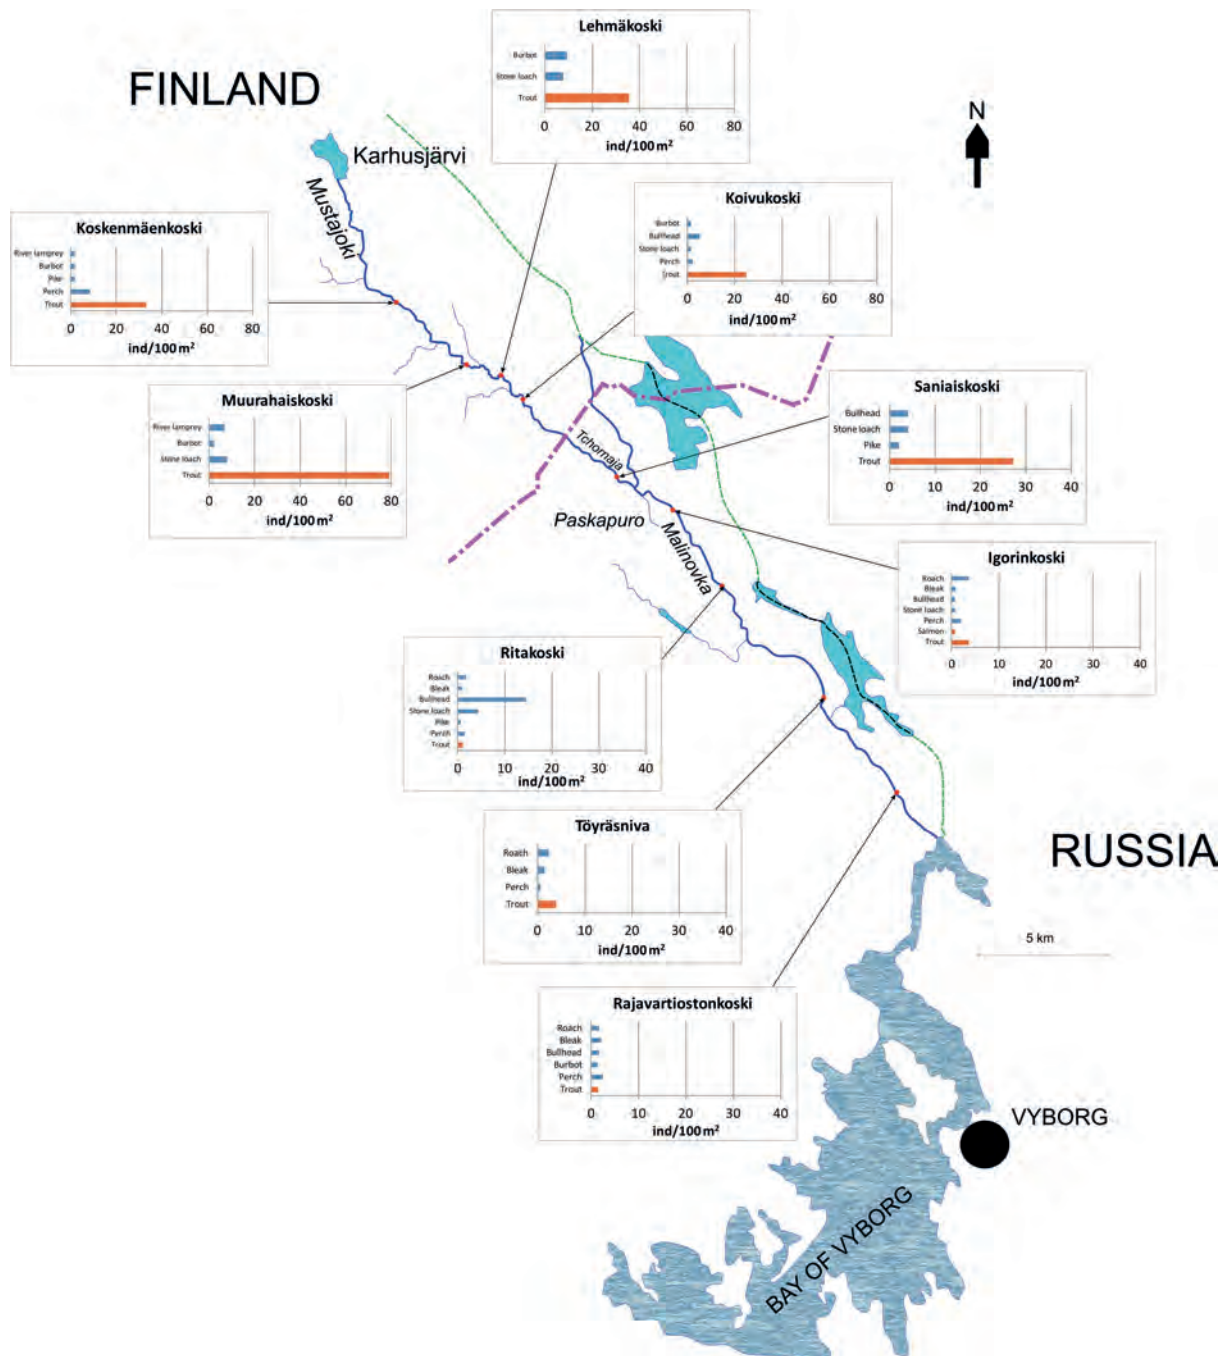 Lehmäkoski
Burbot
Stone loach
Trout
0 20 40 60 80
ind/100 m²
FINLAND
N
Karhusjärvi
Mustajoki
Koivukoski
Burbot
Bullhead
Stone loach
Perch
Trout
0 20 40 60 80
ind/100 m²
Koskenmäenkoski
River lamprey
Burbot
Pike
Perch
Trout
0 20 40 60 80
ind/100 m²
Muurahaiskoski
River lamprey
Burbot
Stone loach
Trout
0 20 40 60 80
ind/100 m²
Saniaiskoski
Bullhead
Stone loach
Pike
Trout
0 10 20 30 40
ind/100 m²
Tchornaja
Paskapuro
Malinovka
Igorinkoski
Roach
Bleak
Bullhead
Stone loach
Perch
Salmon
Trout
0 10 20 30 40
ind/100 m²
Ritakoski
Roach
Bleak
Bullhead
Stone loach
Pike
Perch
Trout
0 10 20 30 40
ind/100 m²
Töyräsniva
Roach
Bleak
Perch
Trout
0 10 20 30 40
ind/100 m²
RUSSIA
5 km
Rajavartiostonkoski
Roach
Bleak
Bullhead
Burbot
Perch
Trout
0 10 20 30 40
ind/100 m²
VYBORG
BAY OF VYBORG